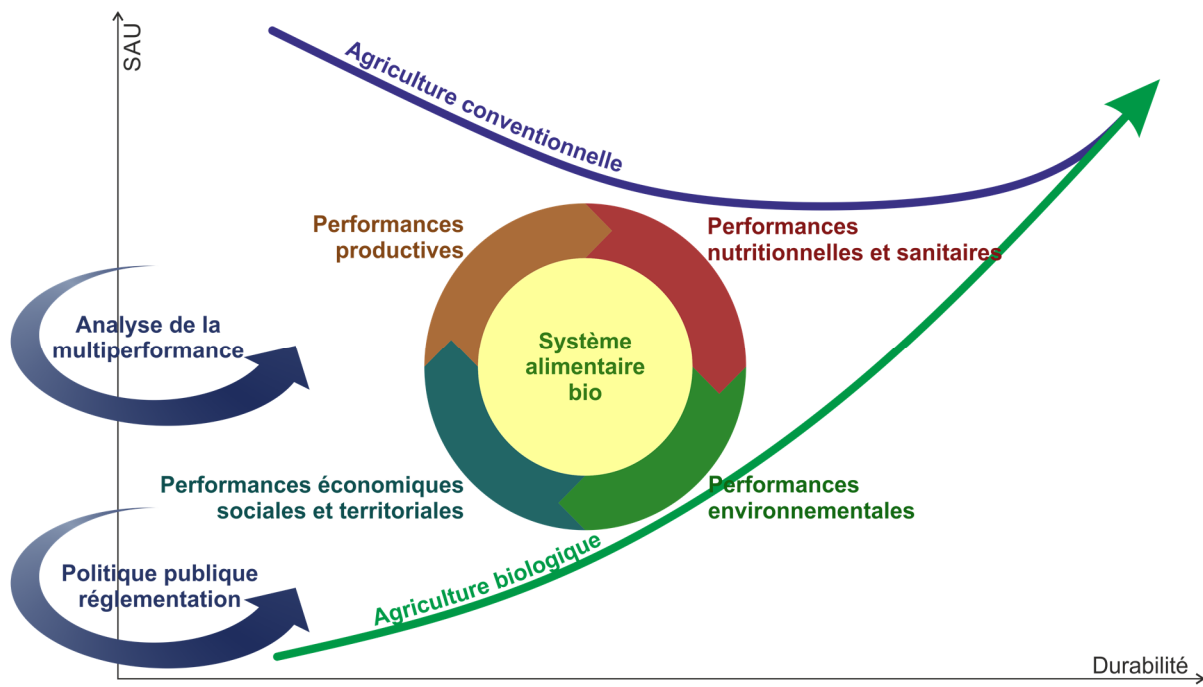 SAU
Agriculture conventionnelle
Performances
productives
Performances
nutritionnelles et sanitaires
Analyse de la
multiperformance
Système
alimentaire
bio
Performances économiques
sociales et territoriales
Performances
environnementales
Politique publique
réglementation
Agriculture biologique
Durabilité